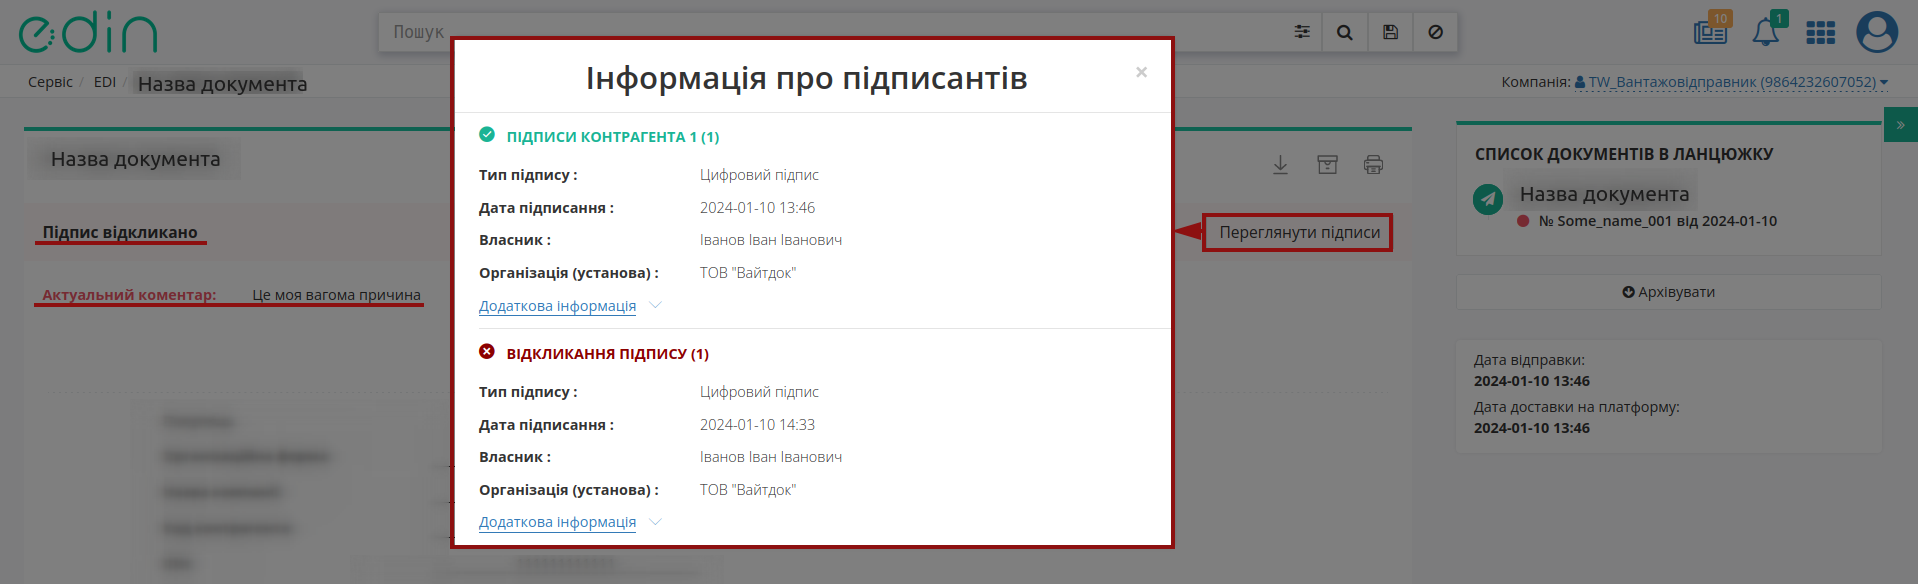 edin
Пошук
10
1
Сервіс / EDI / Назва документа
Компанія: TW_Вантажовідправник (9864232607052)
Назва документа
Підпис відкликано
Переглянути підписи
Актуальний коментар: Це моя вагома причина
Інформація про підписантів
×
ПІДПИСИ КОНТРАГЕНТА 1 (1)
Тип підпису : Цифровий підпис
Дата підписання : 2024-01-10 13:46
Власник : Іванов Іван Іванович
Організація (установа) : ТОВ "Вайтдок"
Додаткова інформація
ВІДКЛИКАННЯ ПІДПИСУ (1)
Тип підпису : Цифровий підпис
Дата підписання : 2024-01-10 14:33
Власник : Іванов Іван Іванович
Організація (установа) : ТОВ "Вайтдок"
Додаткова інформація
»
СПИСОК ДОКУМЕНТІВ В ЛАНЦЮЖКУ
Назва документа
№ Some_name_001 від 2024-01-10
Архівувати
Дата відправки:
2024-01-10 13:46
Дата доставки на платформу:
2024-01-10 13:46